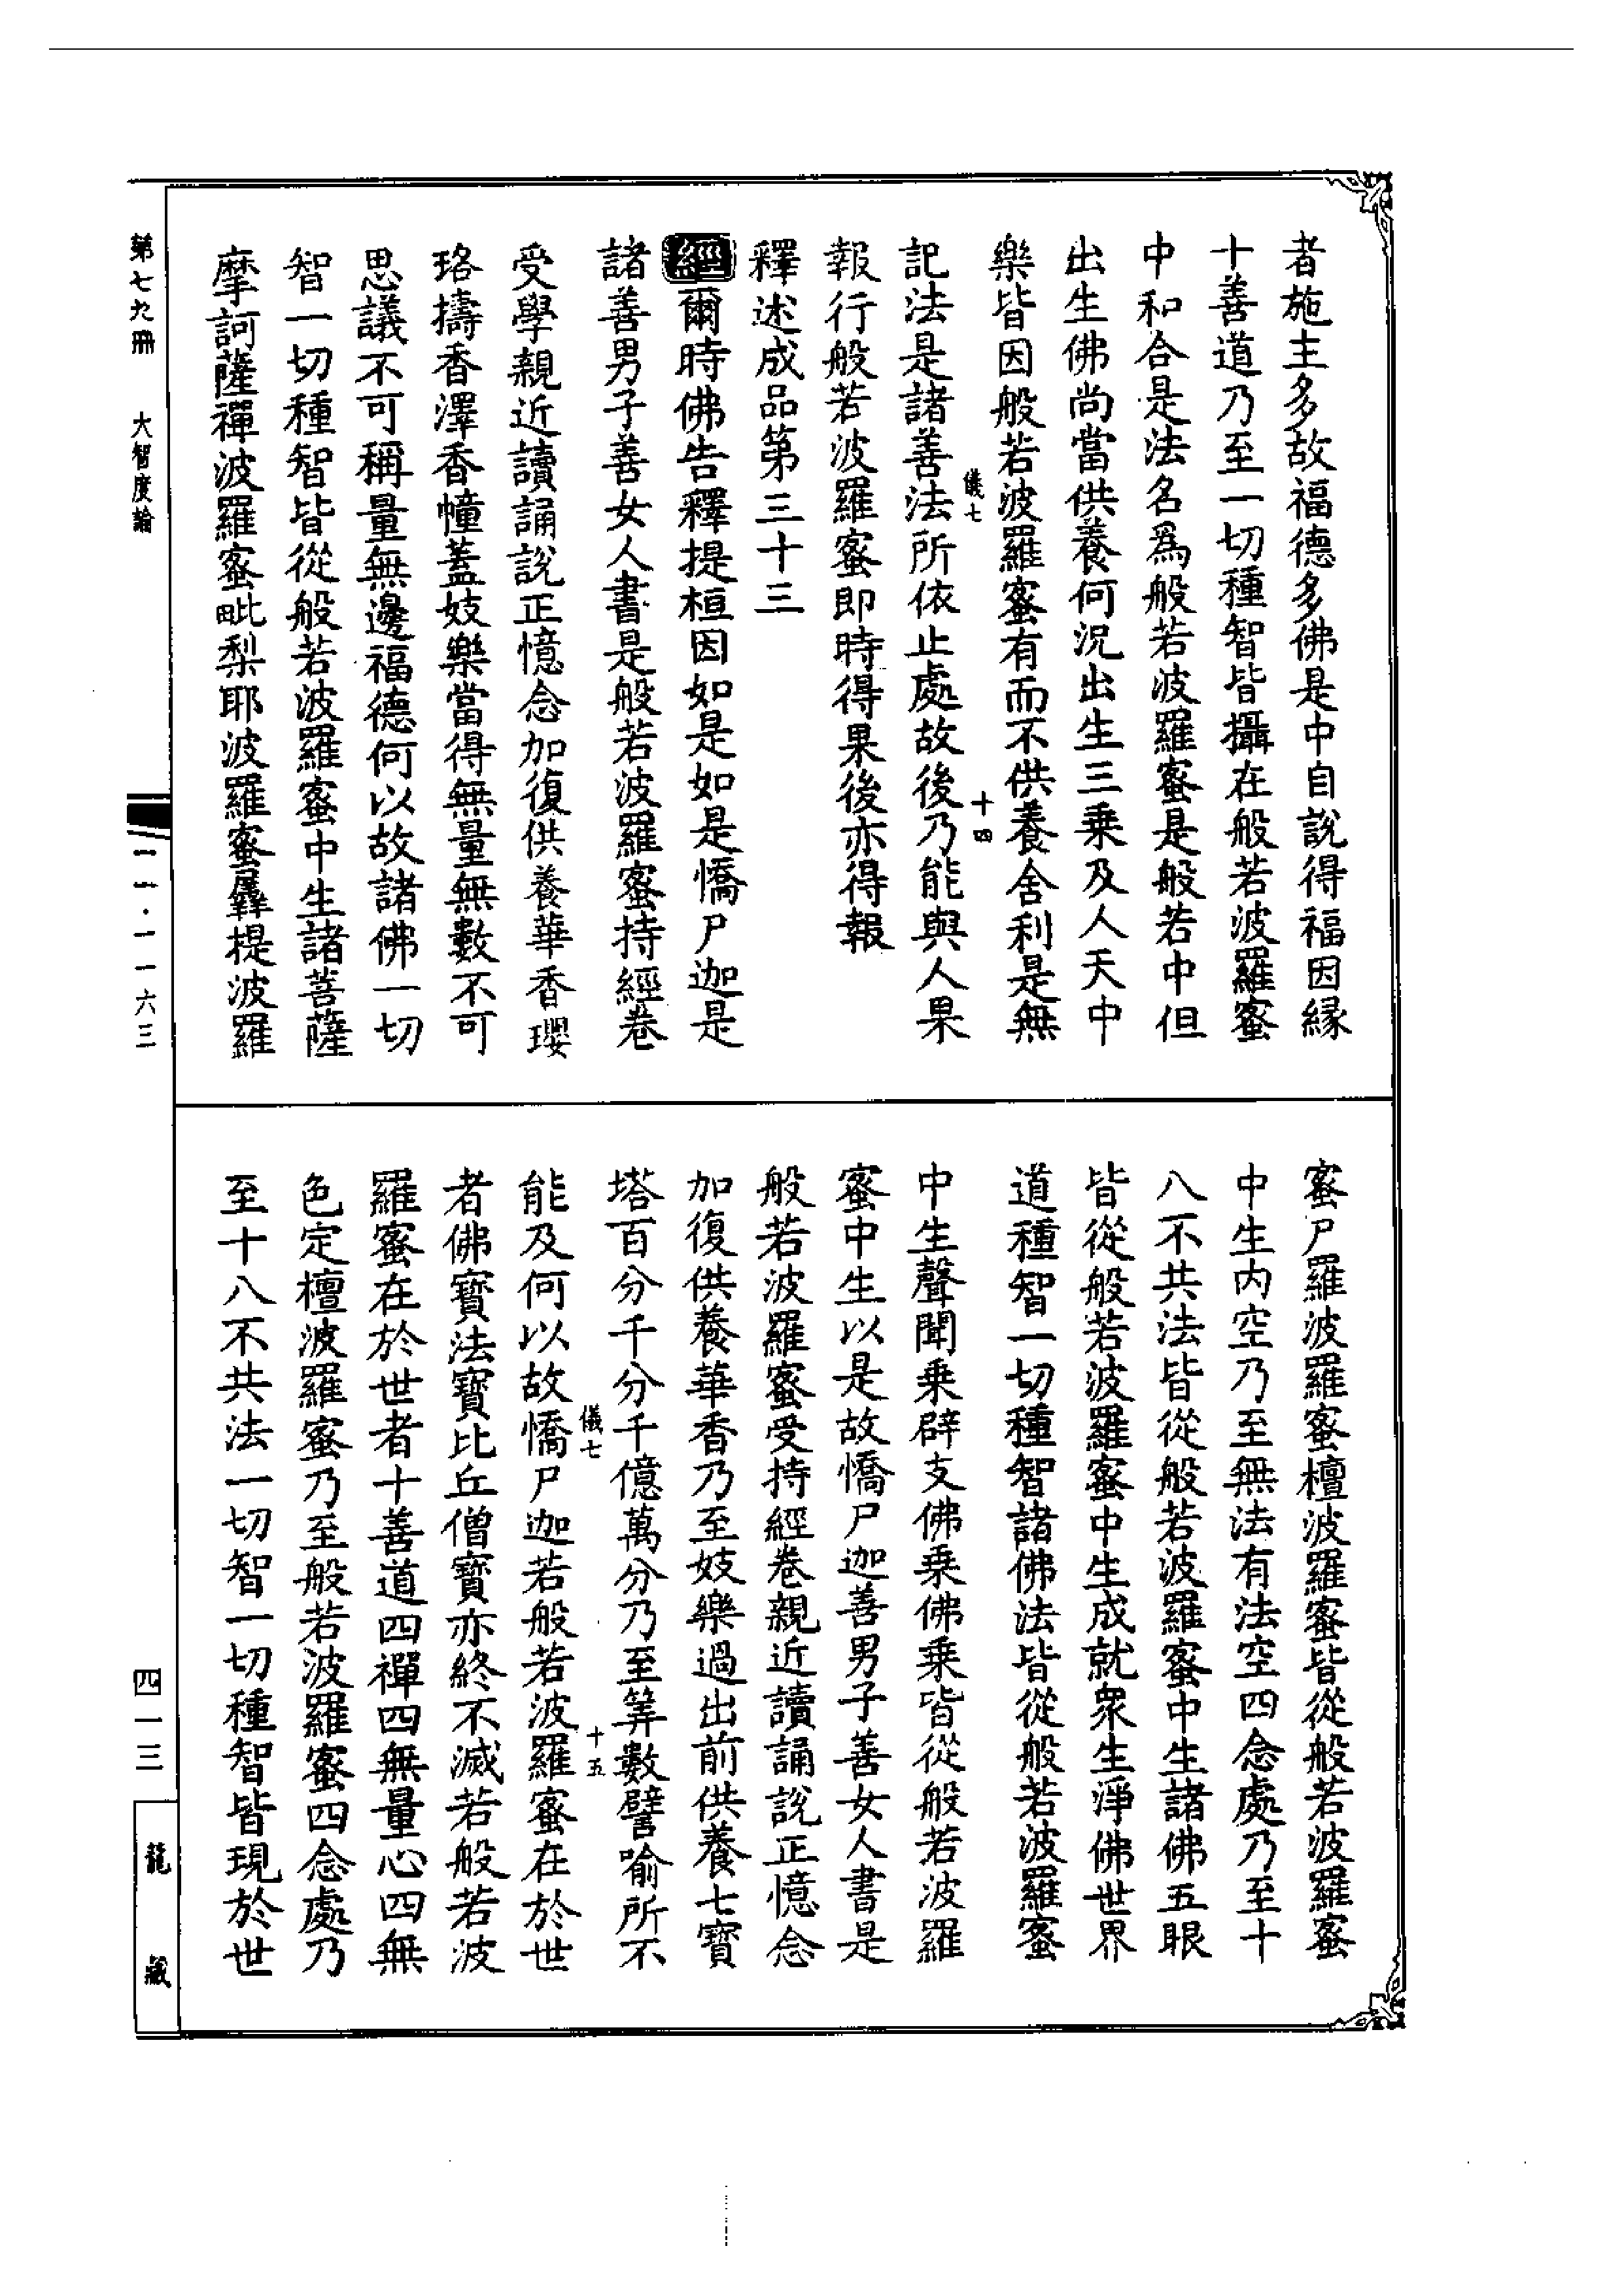 者施主多故福德多佛是中自說得福因緣
十善道乃至一切種智皆攝在般若波羅蜜
中和合是法名爲般若波羅蜜是般若中但
出生佛尚當供養何況出生三乗及人天中
樂皆因般若波羅蜜有而不供養舍利是無
儀七 十四
記法是諸善法所依止處故後乃能與人果
報行般若波羅蜜即時得果後亦得報
釋述成品第三十三
經爾時佛告釋提桓因如是如是憍尸迦是
諸善男子善女人書是般若波羅蜜持經卷
受學親近讀誦說正憶念加復供養華香瓔
珞擣香澤香幢蓋妓樂當得無量無數不可
思議不可稱量無邊福德何以故諸佛一切
智一切種智皆從般若波羅蜜中生諸菩薩
摩訶薩禪波羅蜜毗梨耶波羅蜜羼提波羅
蜜尸羅波羅蜜檀波羅蜜皆從般若波羅蜜
中生内空乃至無法有法空四念處乃至十
八不共法皆從般若波羅蜜中生諸佛五眼
皆從般若波羅蜜中生成就衆生淨佛世界
道種智一切種智諸佛法皆從般若波羅蜜
中生聲聞乗辟支佛乗佛乗皆從般若波羅
蜜中生以是故憍尸迦善男子善女人書是
般若波羅蜜受持經卷親近讀誦說正憶念
加復供養華香乃至妓樂過出前供養七寶
塔百分千分千億萬分乃至筭數譬喻所不
儀七 十五
能及何以故憍尸迦若般若波羅蜜在於世
者佛寶法寶比丘僧寶亦終不滅若般若波
羅蜜在於世者十善道四禪四無量心四無
色定檀波羅蜜乃至般若波羅蜜四念處乃
至十八不共法一切智一切種智皆現於世
第七九冊 大智度論 一一·一一六三 四一三 龍藏